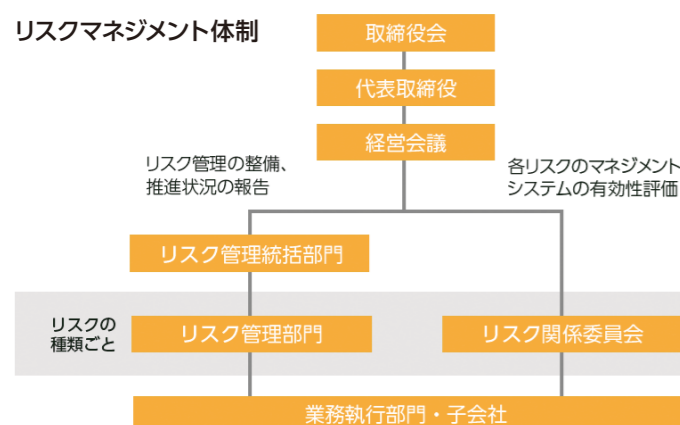 リスクマネジメント体制
取締役会
代表取締役
経営会議
リスク管理の整備、
推進状況の報告
各リスクのマネジメント
システムの有効性評価
リスク管理統括部門
リスクの
種類ごと
リスク管理部門
リスク関係委員会
業務執行部門・子会社